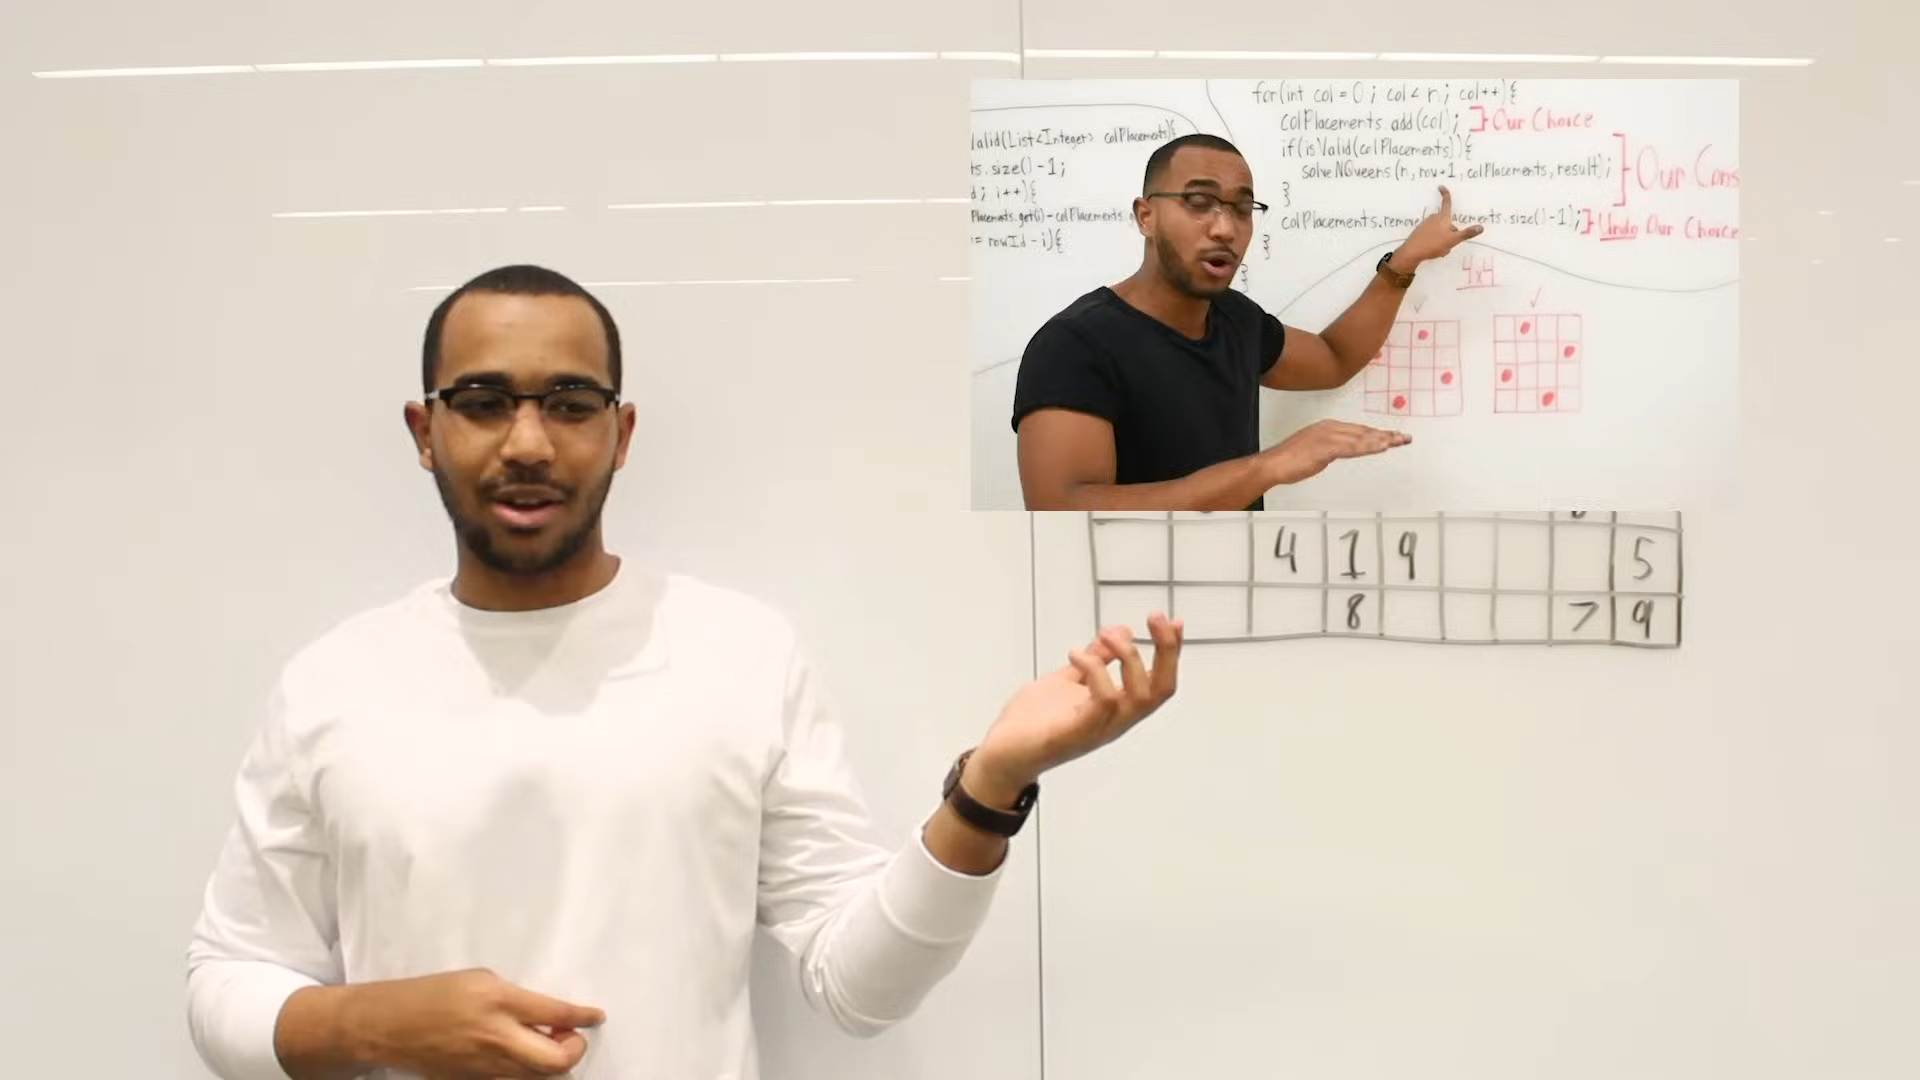 for(int col = 0; col < n; col++){
colPlacements.add(col); } Our Choice
if(isValid(colPlacements)){
solveNQueens(n, row+1, colPlacements, result);
} Our Cons
}
colPlacements.remove( acements.size()-1); } Undo Our Choice
}
}
alid(List<Integer> colPlacements){
ts.size()-1;
d; i++){
Placements.get(i)-colPlacements.
= rowId - i){
4x4
4 1 9 5
8 7 9